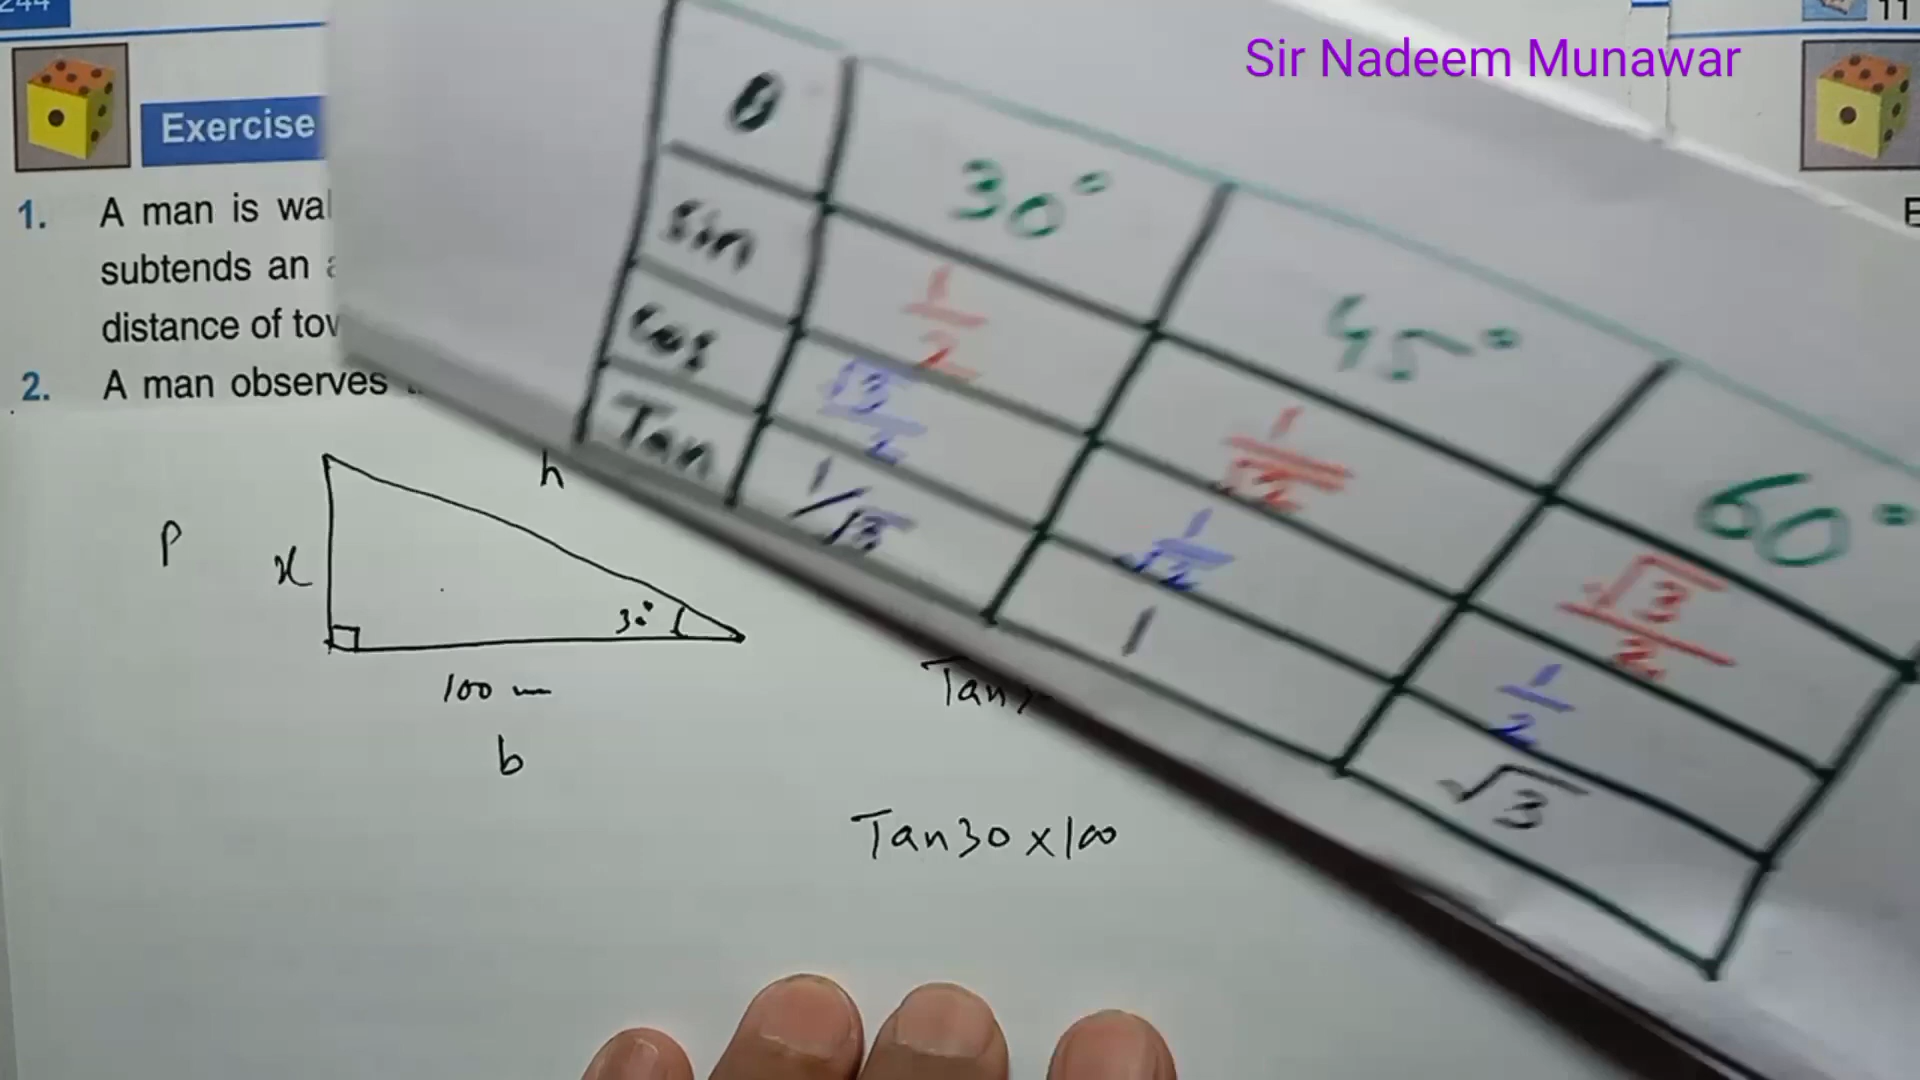 244
11
Sir Nadeem Munawar
Exercise
1. A man is wal
subtends an a
distance of tow
2. A man observes
θ 30° 45° 60°
Sin 1/2 1/√2 √3/2
Cos √3/2 1/√2 1/2
Tan 1/√3 1 √3
h
P
x
30°
100 m
b
Tan
Tan30 x 100